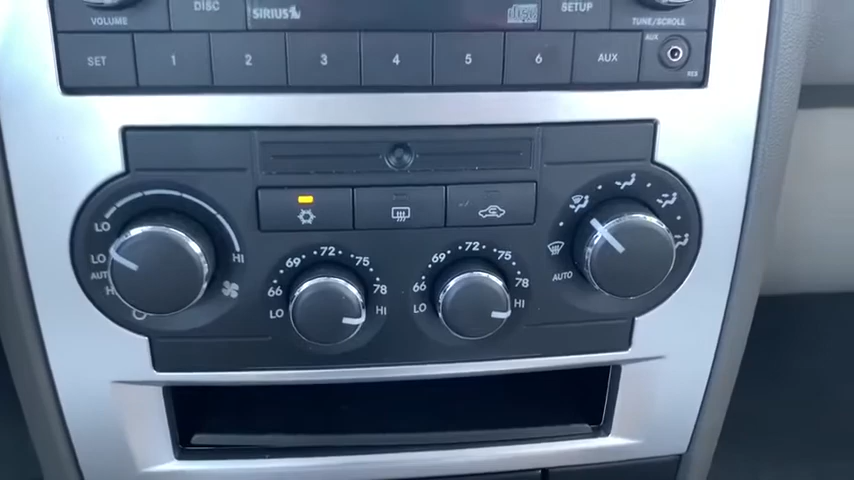 VOLUME DISC SIRIUS SETUP TUNE/SCROLL
SET 1 2 3 4 5 6 AUX AUX
RES
LO HI
LO
AUTO
66 69 72 75 78
LO HI
66 69 72 75 78
LO HI
AUTO